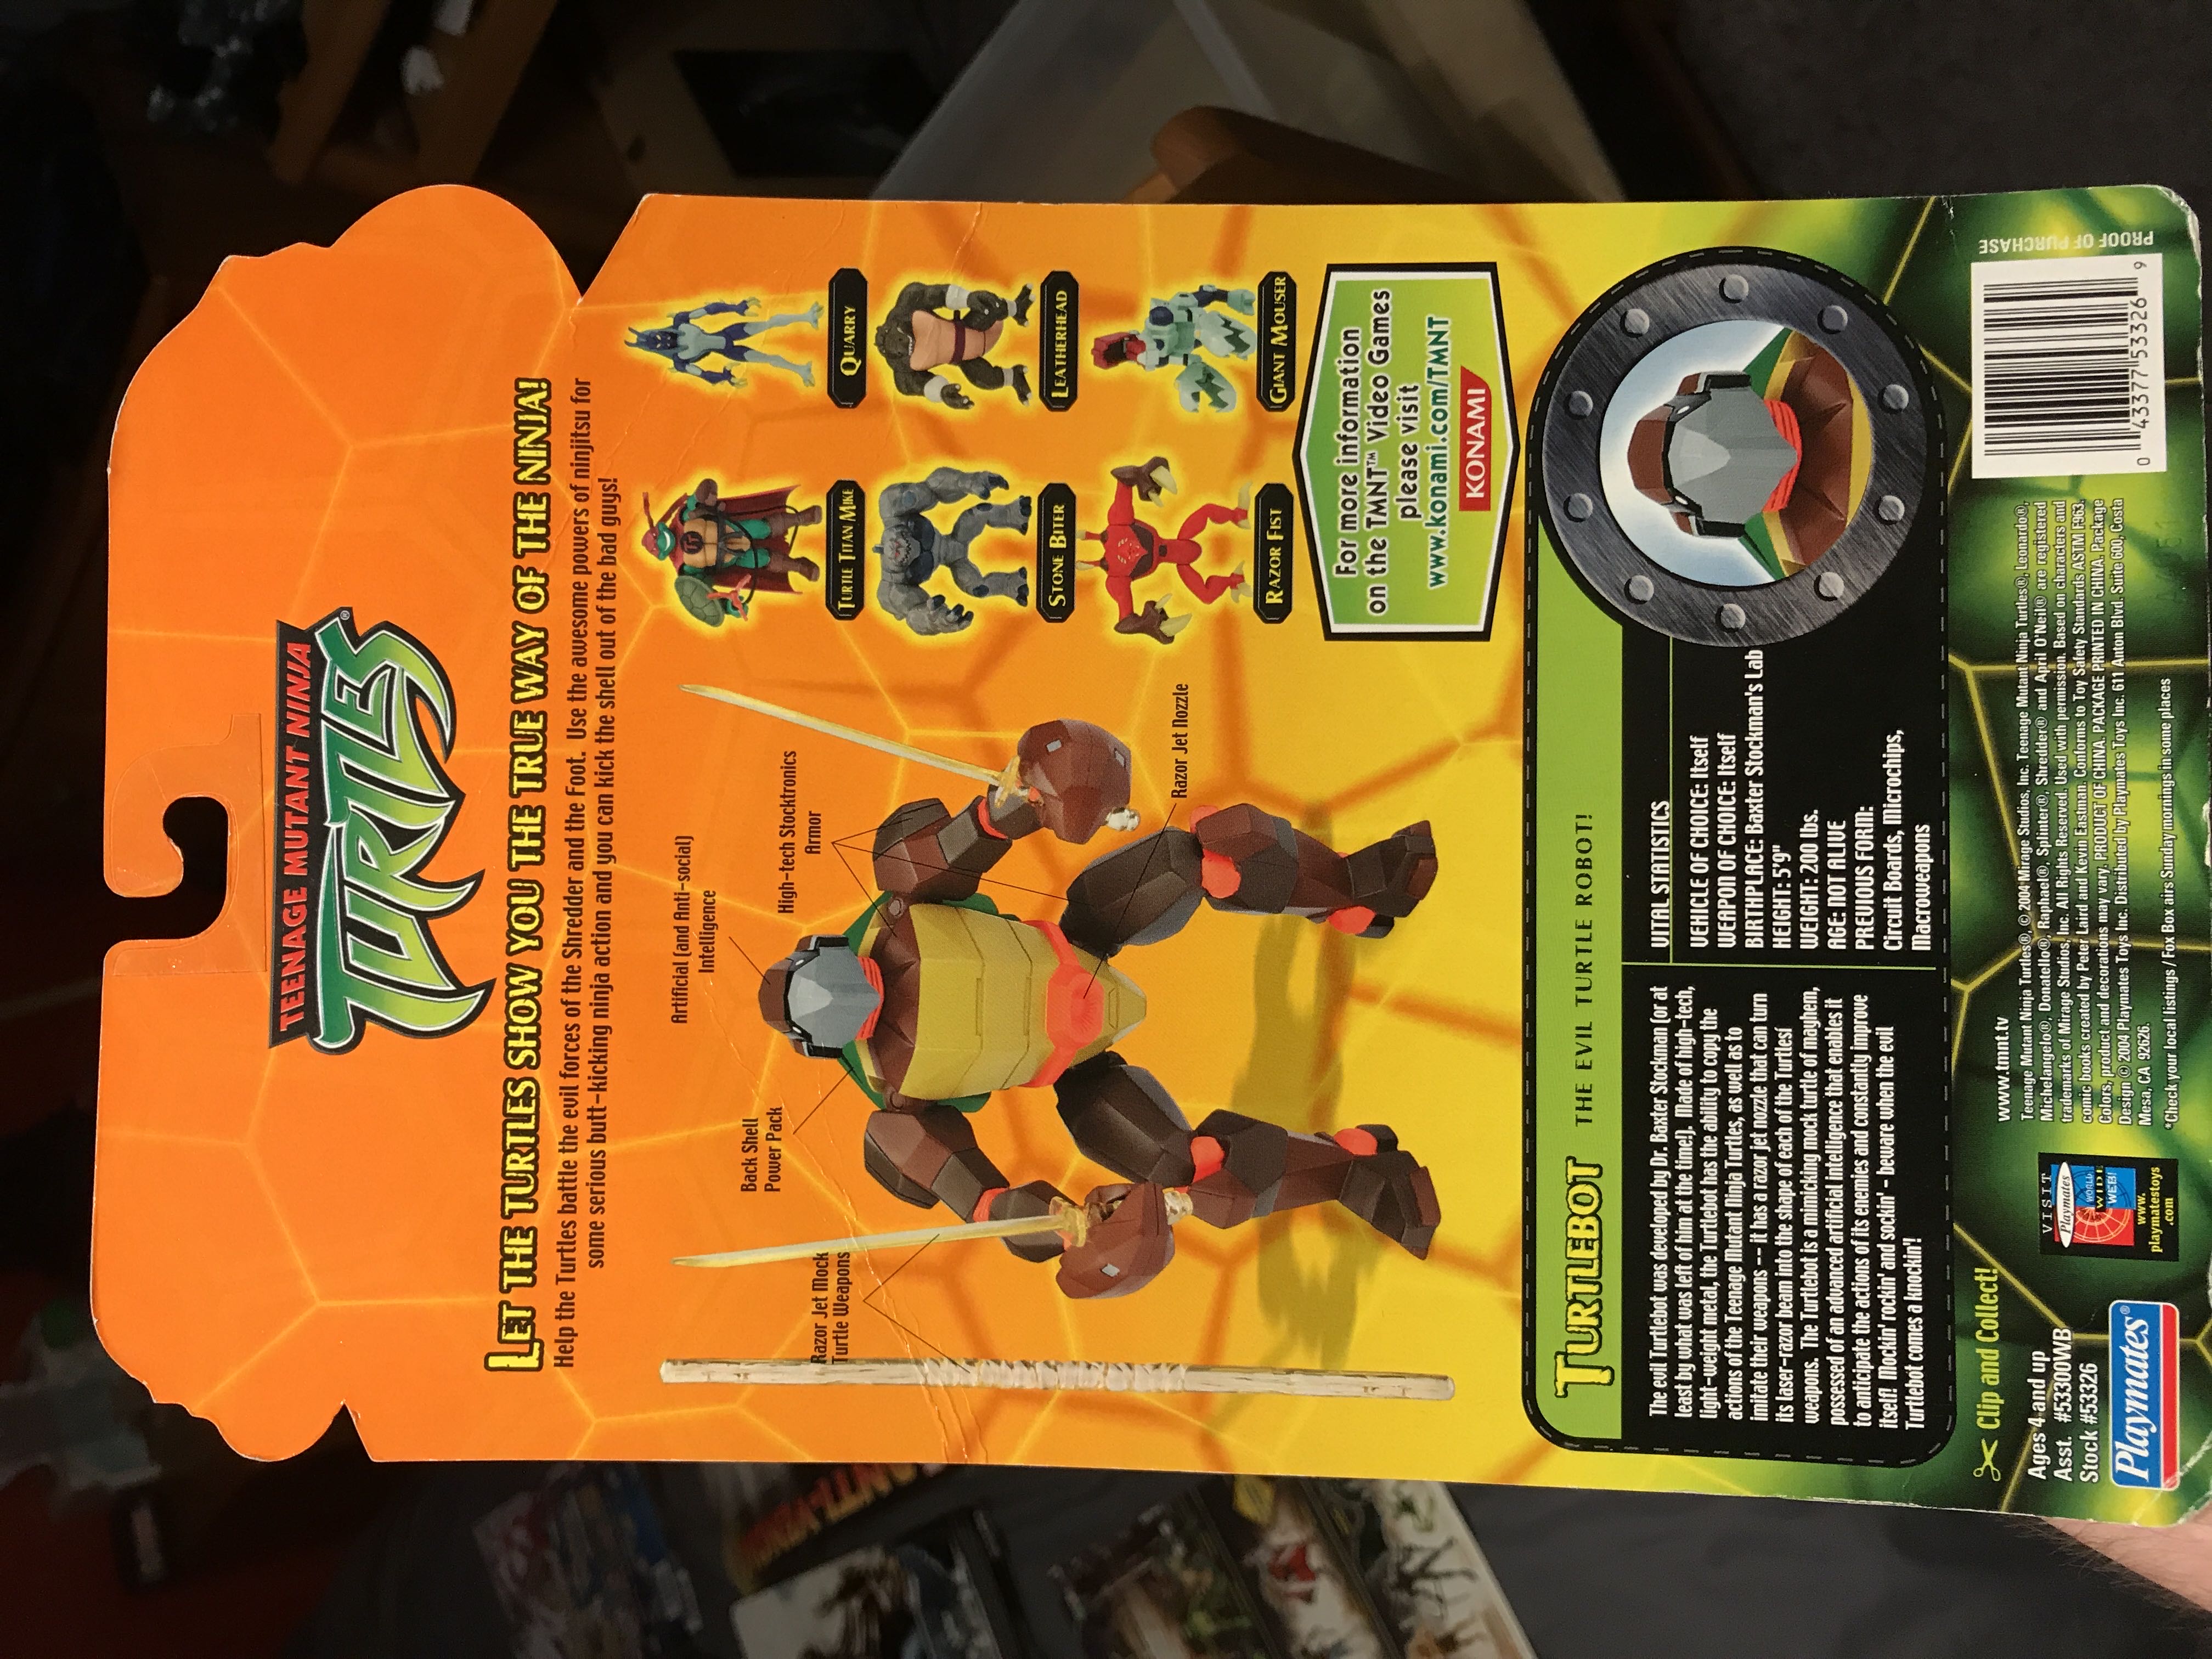 TEENAGE MUTANT NINJA
TURTLES®
LET THE TURTLES SHOW YOU THE TRUE WAY OF THE NINJA!
Help the Turtles battle the evil forces of the Shredder and the Foot. Use the awesome powers of ninjitsu for
some serious butt-kicking ninja action and you can kick the shell out of the bad guys!
Artificial (and Anti-social)
Intelligence
High-tech Stocktronics
Armor
Back Shell
Power Pack
Razor Jet Mock
Turtle Weapons
Razor Jet Nozzle
TURTLE TITAN MIKE
QUARRY
STONE BITER
LEATHERHEAD
RAZOR FIST
GIANT MOUSER
For more information
on the TMNT™ Video Games
please visit
www.konami.com/TMNT
KONAMI
TURTLEBOT THE EVIL TURTLE ROBOT!
The evil Turtlebot was developed by Dr. Baxter Stockman (or at
least by what was left of him at the time). Made of high-tech,
light-weight metal, the Turtlebot has the ability to copy the
actions of the Teenage Mutant Ninja Turtles, as well as to
imitate their weapons -- it has a razor jet nozzle that can turn
its laser-razor beam into the shape of each of the Turtles'
weapons. The Turtlebot is a mimicking mock turtle of mayhem,
possessed of an advanced artificial intelligence that enables it
to anticipate the actions of its enemies and constantly improve
itself! Mockin' rockin' and sockin' - beware when the evil
Turtlebot comes a knockin'!
VITAL STATISTICS
VEHICLE OF CHOICE: Itself
WEAPON OF CHOICE: Itself
BIRTHPLACE: Baxter Stockman's Lab
HEIGHT: 5'9"
WEIGHT: 200 lbs.
AGE: NOT ALIVE
PREVIOUS FORM:
Circuit Boards, Microchips,
Macroweapons
Clip and Collect!
Ages 4 and up
Asst. #53300WB
Stock #53326
Playmates®
VISIT
Playmates
WORLD
WIDE
WEB!
www.
playmatestoys
.com
www.tmnt.tv
Teenage Mutant Ninja Turtles®, © 2004 Mirage Studios, Inc. Teenage Mutant Ninja Turtles®, Leonardo®,
Michelangelo®, Donatello®, Raphael®, Splinter®, Shredder® and April O'Neil® are registered
trademarks of Mirage Studios, Inc. All Rights Reserved. Used with permission. Based on characters and
comic books created by Peter Laird and Kevin Eastman. Conforms to Toy Safety Standards ASTM F963.
Colors, product and decorations may vary. PRODUCT OF CHINA. PACKAGE PRINTED IN CHINA. Package
Design © 2004 Playmates Toys Inc. Distributed by Playmates Toys Inc. 611 Anton Blvd. Suite 600, Costa
Mesa, CA 92626.
*Check your local listings / Fox Box airs Sunday mornings in some places
0 43377 53326 9
PROOF OF PURCHASE